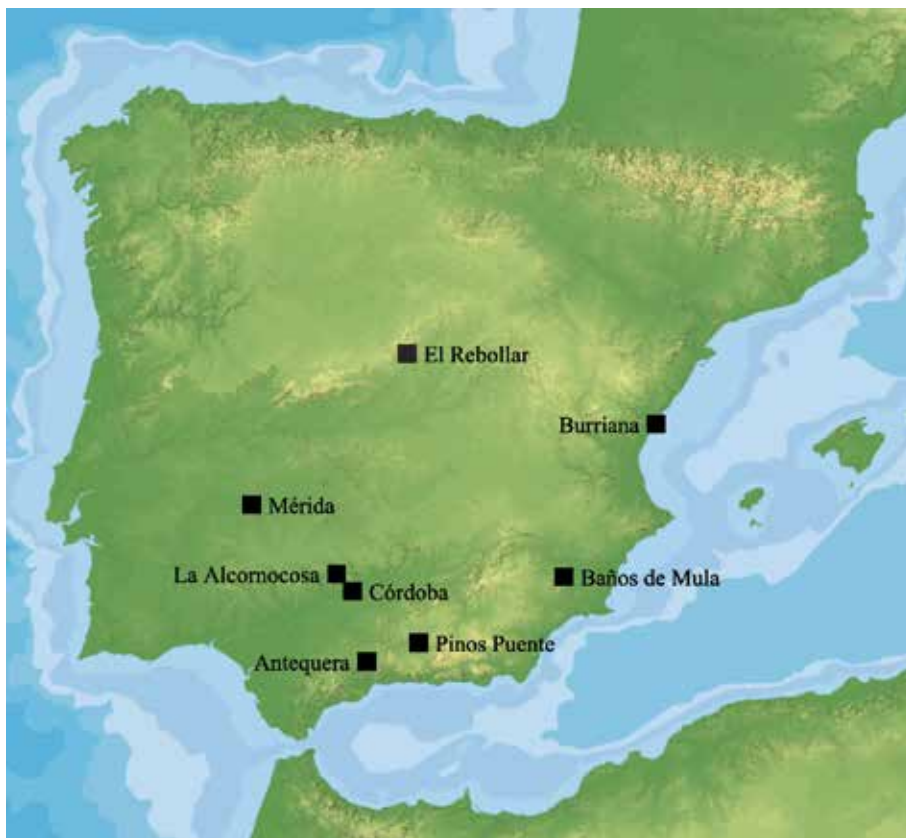 El Rebollar
Burriana
Mérida
La Alcornocosa
Córdoba
Baños de Mula
Pinos Puente
Antequera